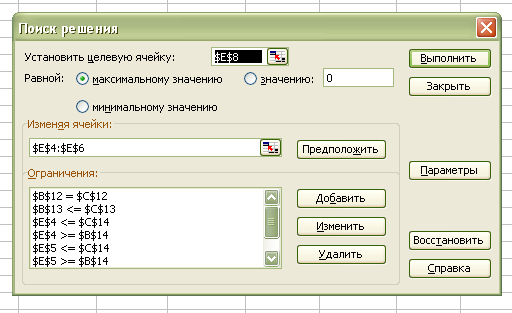 Поиск решения
Установить целевую ячейку: $E$8 Выполнить
Равной: максимальному значению значению: 0 Закрыть
минимальному значению
Изменяя ячейки:
$E$4:$E$6 Предположить
Ограничения: Параметры
$B$12 = $C$12 Добавить
$B$13 <= $C$13
$E$4 <= $C$14 Изменить
$E$4 >= $B$14 Восстановить
$E$5 <= $C$14 Удалить
$E$5 >= $B$14 Справка